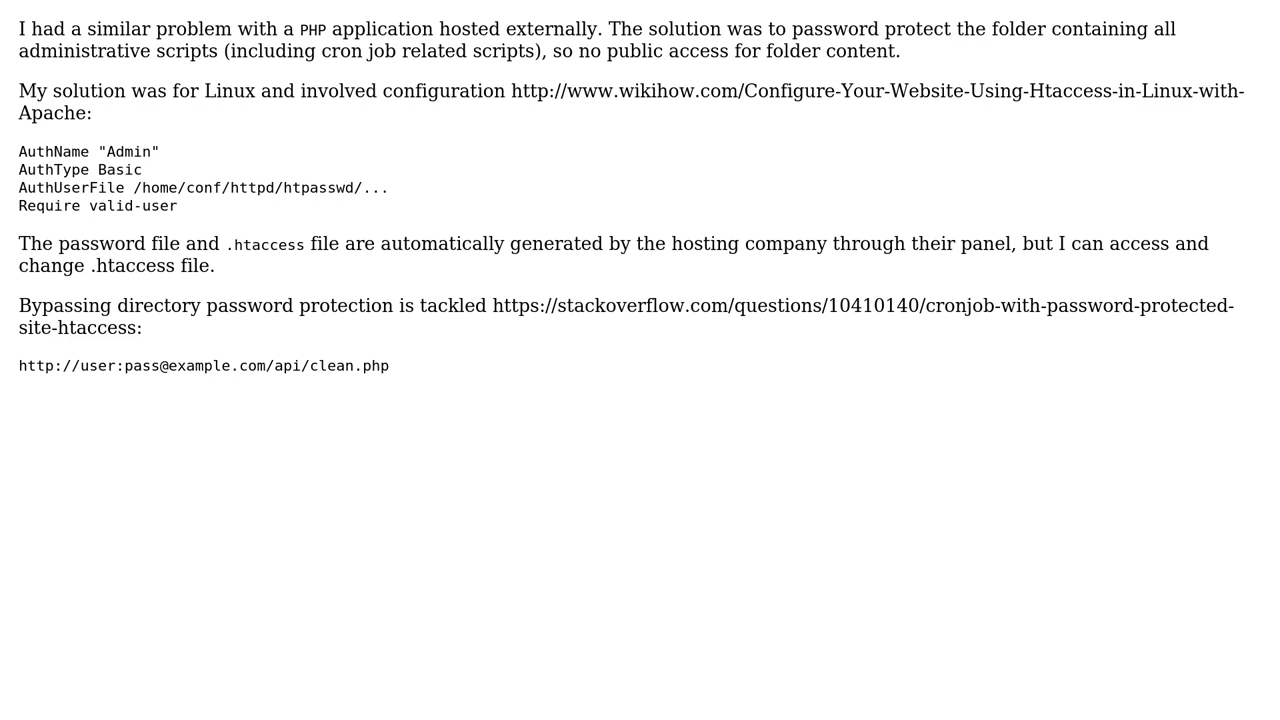 I had a similar problem with a PHP application hosted externally. The solution was to password protect the folder containing all
administrative scripts (including cron job related scripts), so no public access for folder content.
My solution was for Linux and involved configuration http://www.wikihow.com/Configure-Your-Website-Using-Htaccess-in-Linux-with-
Apache:
AuthName "Admin"
AuthType Basic
AuthUserFile /home/conf/httpd/htpasswd/...
Require valid-user
The password file and .htaccess file are automatically generated by the hosting company through their panel, but I can access and
change .htaccess file.
Bypassing directory password protection is tackled https://stackoverflow.com/questions/10410140/cronjob-with-password-protected-
site-htaccess:
http://user:pass@example.com/api/clean.php